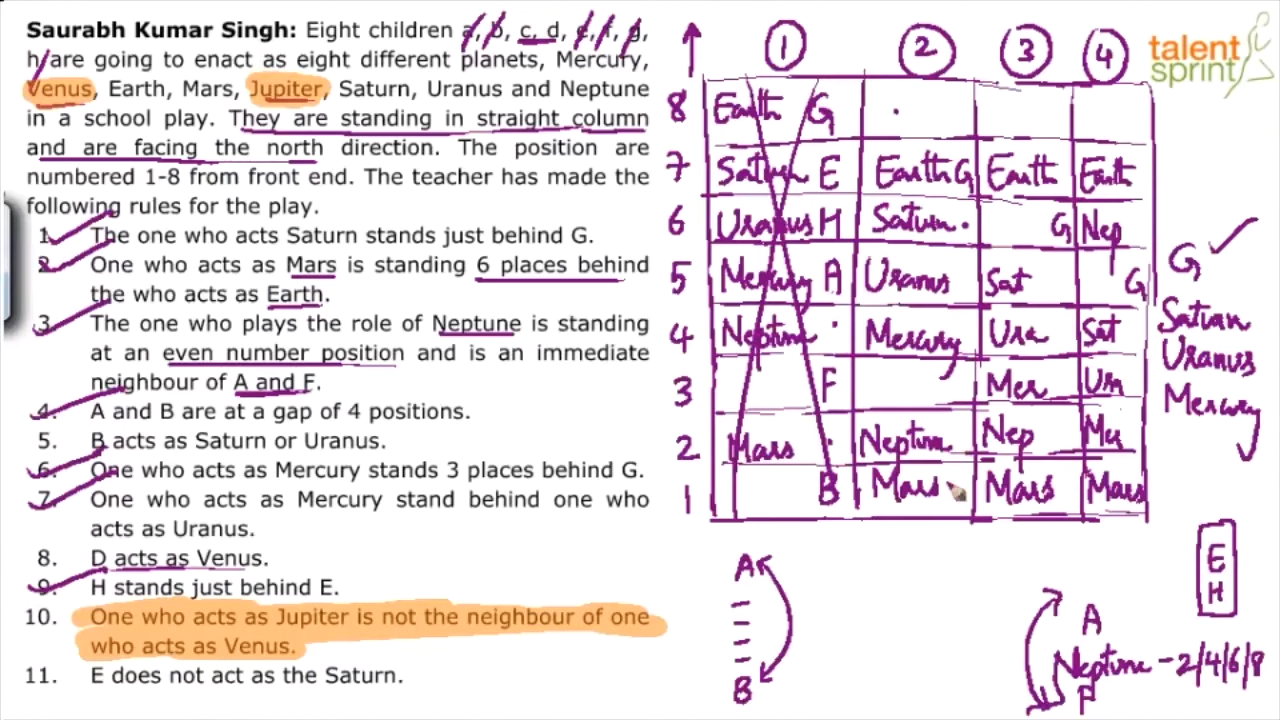 Saurabh Kumar Singh: Eight children a, b, c, d, e, f, g,
h are going to enact as eight different planets, Mercury,
Venus, Earth, Mars, Jupiter, Saturn, Uranus and Neptune
in a school play. They are standing in straight column
and are facing the north direction. The position are
numbered 1-8 from front end. The teacher has made the
following rules for the play.
1. The one who acts Saturn stands just behind G.
2. One who acts as Mars is standing 6 places behind
the who acts as Earth.
3. The one who plays the role of Neptune is standing
at an even number position and is an immediate
neighbour of A and F.
4. A and B are at a gap of 4 positions.
5. B acts as Saturn or Uranus.
6. One who acts as Mercury stands 3 places behind G.
7. One who acts as Mercury stand behind one who
acts as Uranus.
8. D acts as Venus.
9. H stands just behind E.
10. One who acts as Jupiter is not the neighbour of one
who acts as Venus.
11. E does not act as the Saturn.
1 2 3 4
talent
sprint
8 Earth G
7 Saturn E Earth G Earth Earth
6 Uranus H Saturn G Nep
5 Mercury A Uranus Sat G
4 Neptune Mercury Ura Sat
3 F Mer Ura
2 Mars Neptune Nep Mer
1 B Mars Mars Mars
G
Saturn
Uranus
Mercury
A
B
A
Neptune - 2/4/6/8
F
E
H